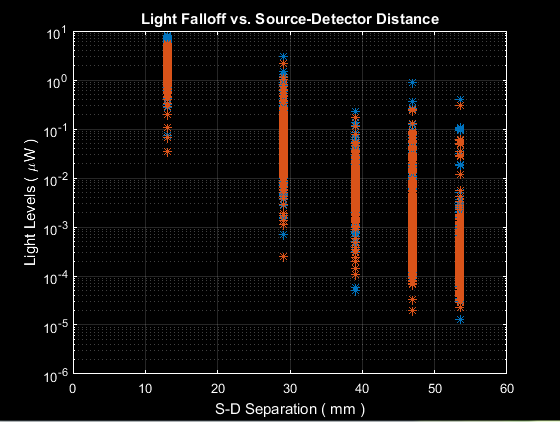 Light Falloff vs. Source-Detector Distance
10^1
10^0
10^-1
10^-2
10^-3
10^-4
10^-5
10^-6
Light Levels ( μW )
0 10 20 30 40 50 60
S-D Separation ( mm )